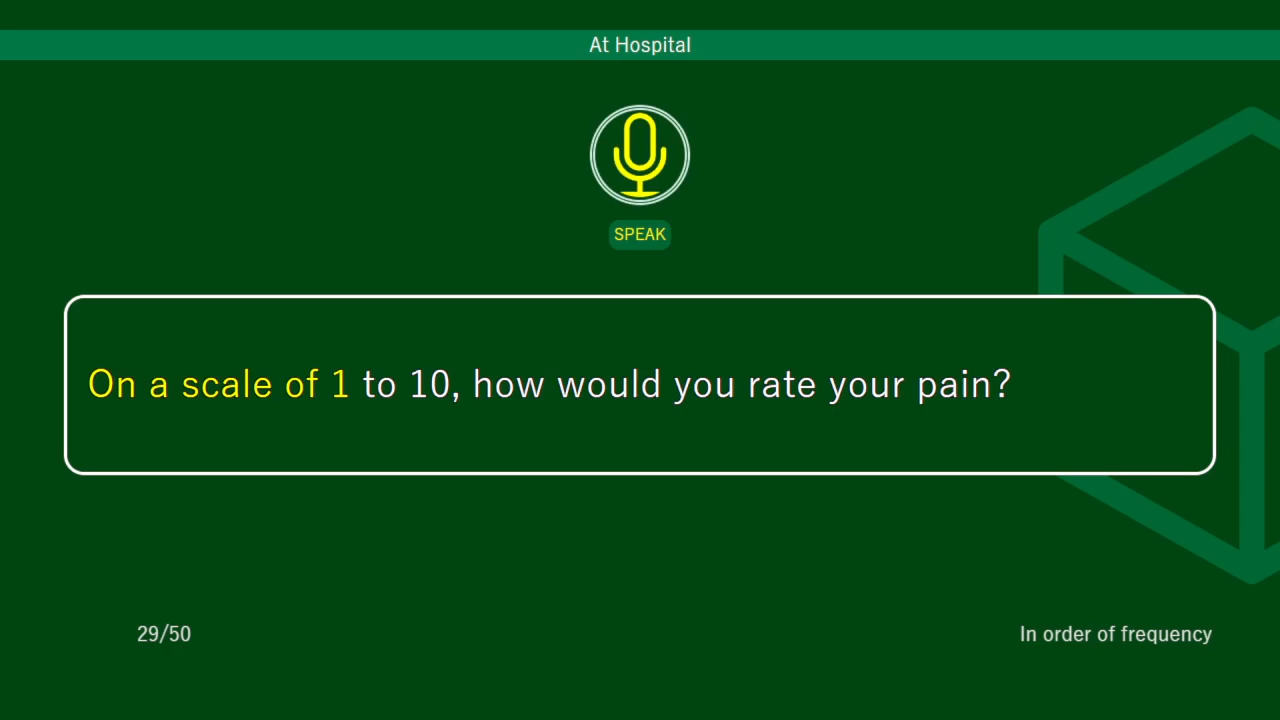 At Hospital
SPEAK
On a scale of 1 to 10, how would you rate your pain?
29/50
In order of frequency